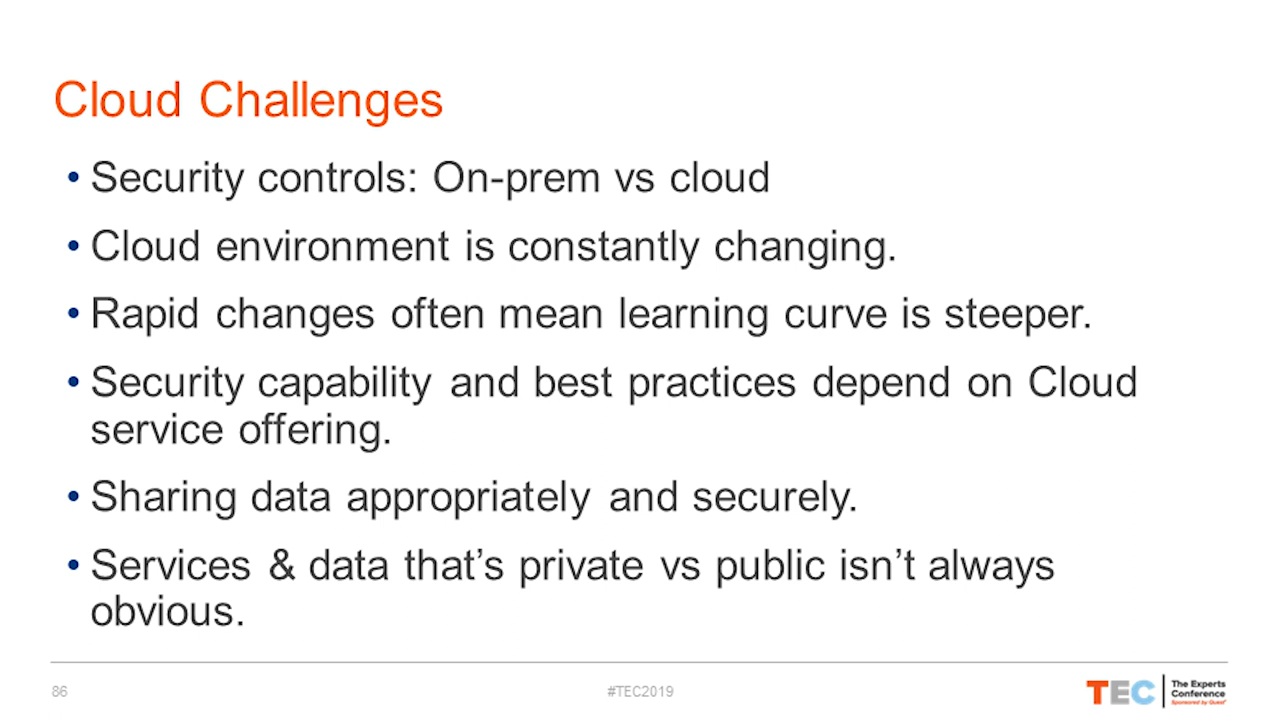 Cloud Challenges
• Security controls: On-prem vs cloud
• Cloud environment is constantly changing.
• Rapid changes often mean learning curve is steeper.
• Security capability and best practices depend on Cloud
service offering.
• Sharing data appropriately and securely.
• Services & data that’s private vs public isn’t always
obvious.
86
#TEC2019
TEC
The Experts
Conference
Sponsored by Quest